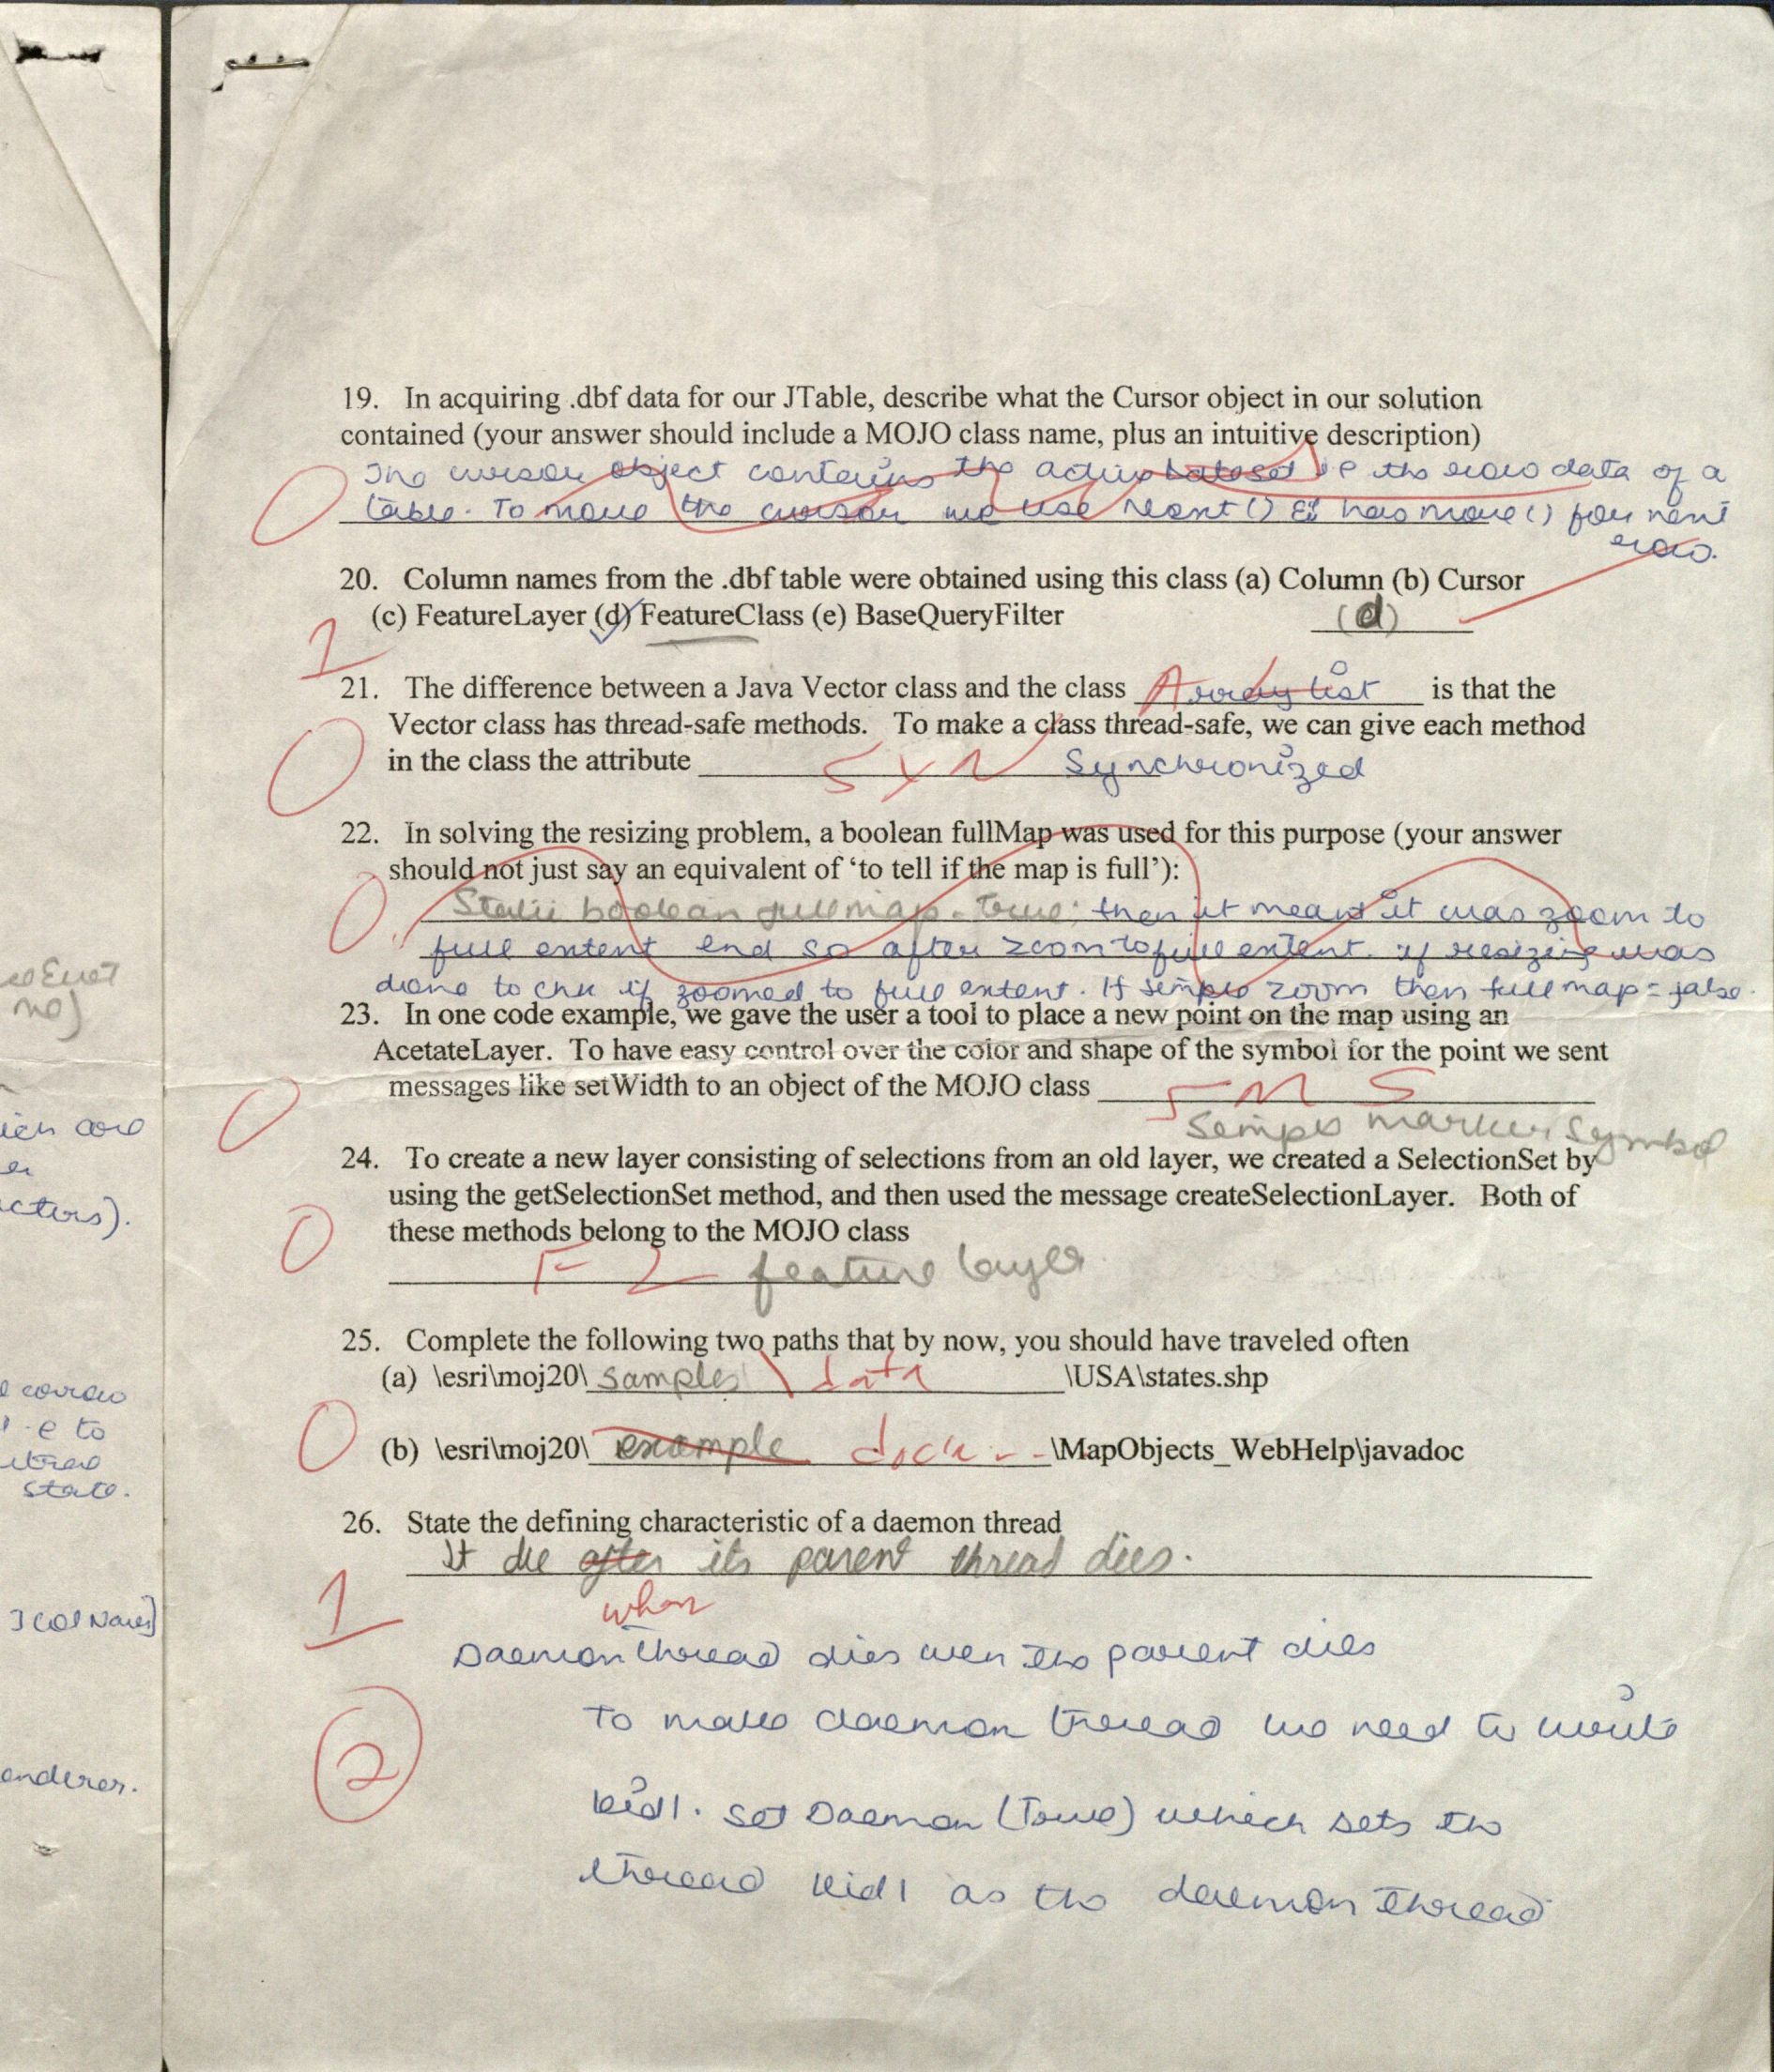 19. In acquiring .dbf data for our JTable, describe what the Cursor object in our solution
contained (your answer should include a MOJO class name, plus an intuitive description)
The cursor object contains the active dataset i e the row data of a
0
table. To move the cursor we use next() & has more() for next
row.
20. Column names from the .dbf table were obtained using this class (a) Column (b) Cursor
(c) FeatureLayer (d) FeatureClass (e) BaseQueryFilter (d)
1
21. The difference between a Java Vector class and the class Array list is that the
Vector class has thread-safe methods. To make a class thread-safe, we can give each method
0
in the class the attribute SYN Synchronized
22. In solving the resizing problem, a boolean fullMap was used for this purpose (your answer
should not just say an equivalent of ‘to tell if the map is full’):
0
Static boolean fullmap = true; then it meant it was zoom to
full extent end so after zoom to full extent. if resizing was
done to chk if zoomed to full extent. If simple zoom then full map = false.
23. In one code example, we gave the user a tool to place a new point on the map using an
AcetateLayer. To have easy control over the color and shape of the symbol for the point we sent
messages like setWidth to an object of the MOJO class SMS
0
Simple marker Symbol
24. To create a new layer consisting of selections from an old layer, we created a SelectionSet by
using the getSelectionSet method, and then used the message createSelectionLayer. Both of
0
these methods belong to the MOJO class
F L feature layer
25. Complete the following two paths that by now, you should have traveled often
(a) \esri\moj20\ samples \ data \USA\states.shp
0
(b) \esri\moj20\ example doc \MapObjects_WebHelp\javadoc
26. State the defining characteristic of a daemon thread
It die after its parent thread dies.
1
when
Daemon thread dies wen the parent dies
2
To make daemon thread we need to write
kid1. set Daemon (True) which sets the
thread kid1 as the daemon thread
me)
er
cters).
i.e to
state.
] Col Names]
enderer.